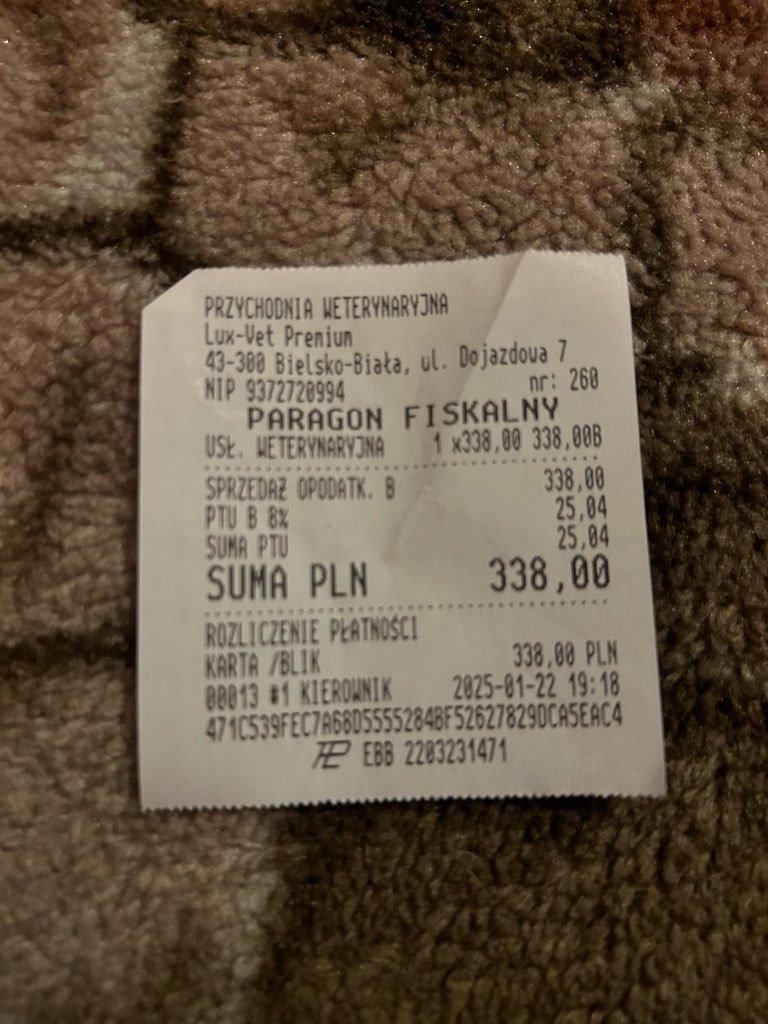 PRZYCHODNIA WETERYNARYJNA
Lux-Vet Premium
43-300 Bielsko-Biała, ul. Dojazdowa 7
NIP 9372720994 nr: 260
PARAGON FISKALNY
USŁ. WETERYNARYJNA 1 x338,00 338,00B
SPRZEDAŻ OPODATK. B 338,00
PTU B 8% 25,04
SUMA PTU 25,04
SUMA PLN 338,00
ROZLICZENIE PŁATNOŚCI
KARTA /BLIK 338,00 PLN
00013 #1 KIEROWNIK 2025-01-22 19:18
471C539FEC7A68D55552848F52627829DCA5EAC4
EBB 2203231471